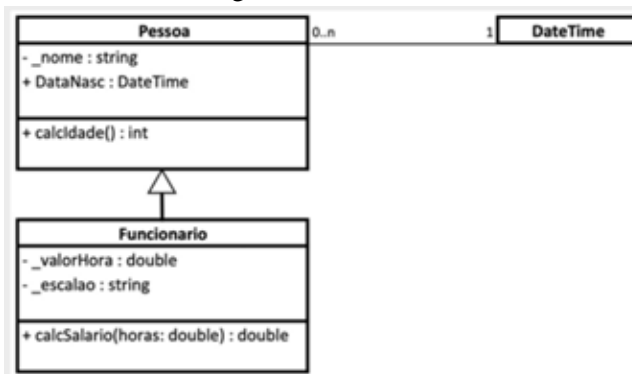 Pessoa
0..n
1
DateTime
- _nome : string
+ DataNasc : DateTime
+ calcIdade() : int
Funcionario
- _valorHora : double
- _escalao : string
+ calcSalario(horas: double) : double